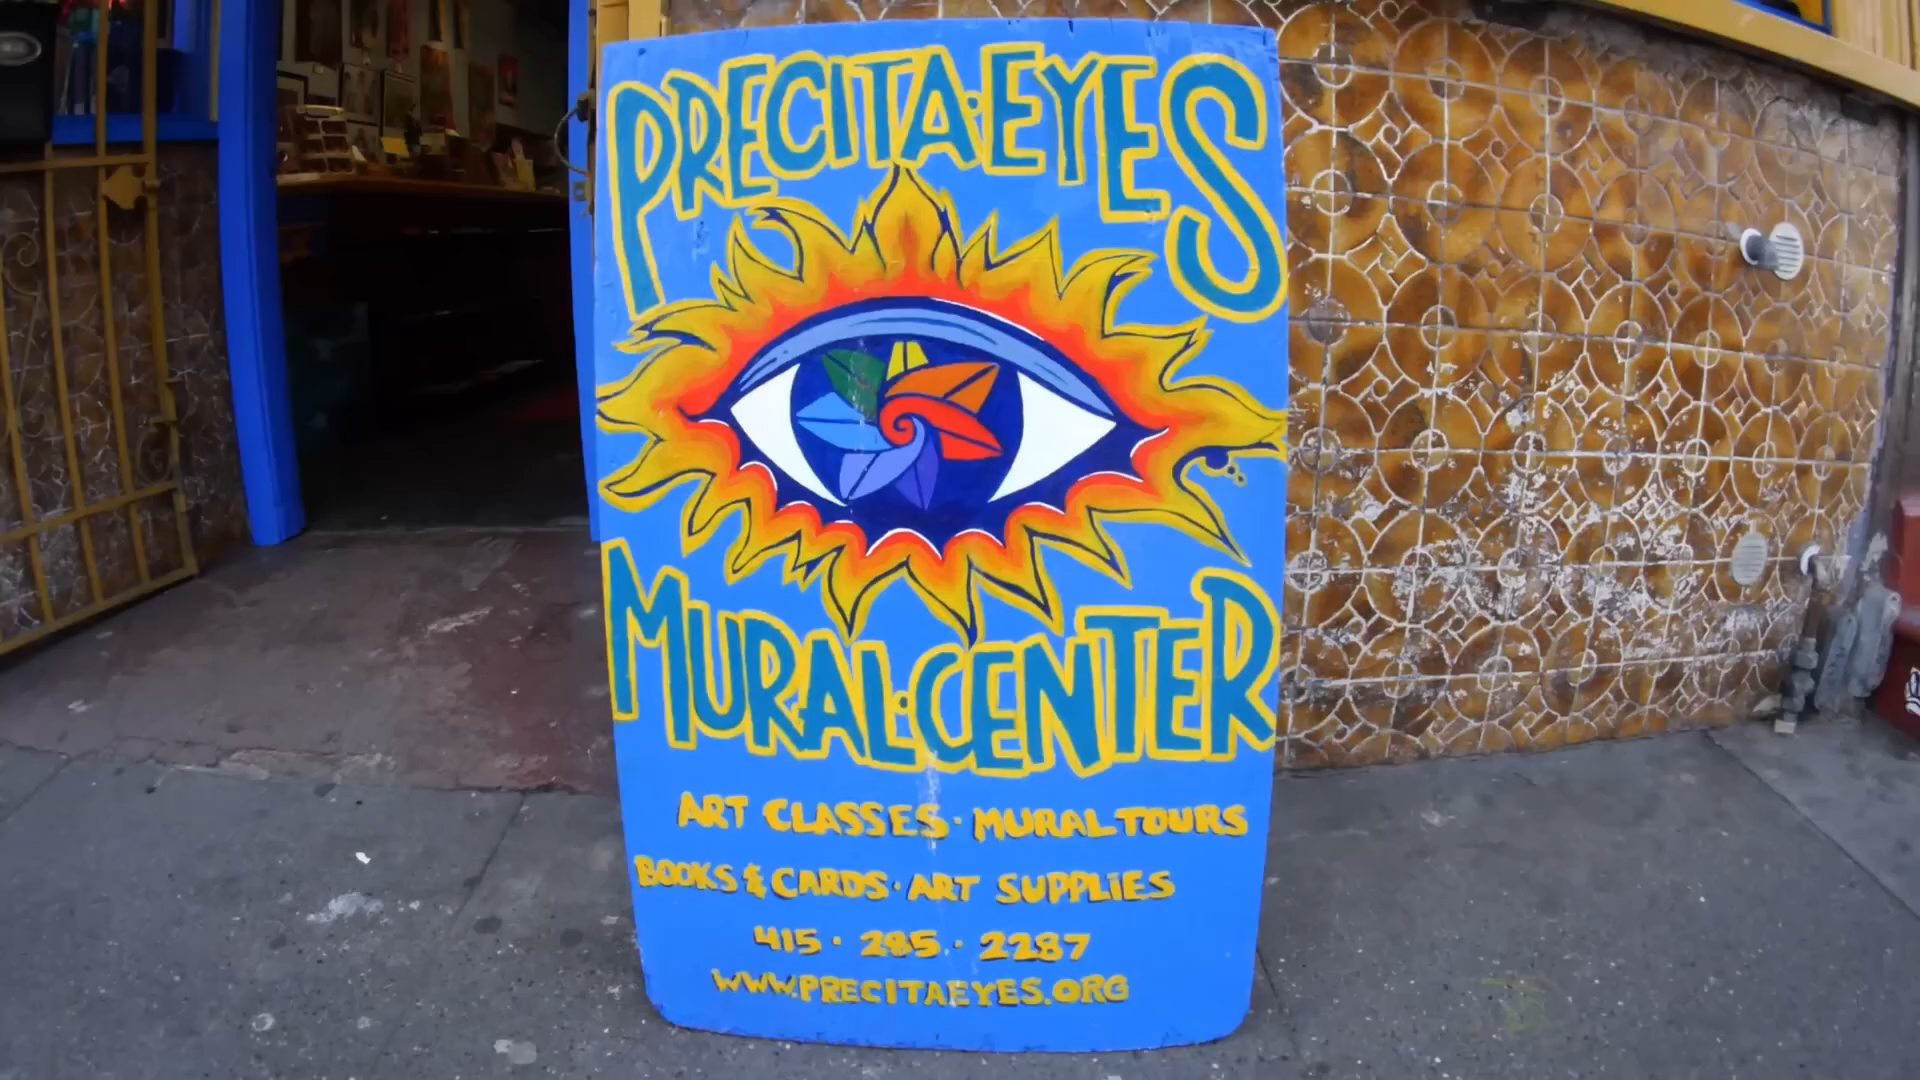 PRECITA·EYES
MURAL·CENTER
ART CLASSES · MURAL TOURS
BOOKS & CARDS · ART SUPPLIES
415 · 285 · 2287
WWW.PRECITAEYES.ORG